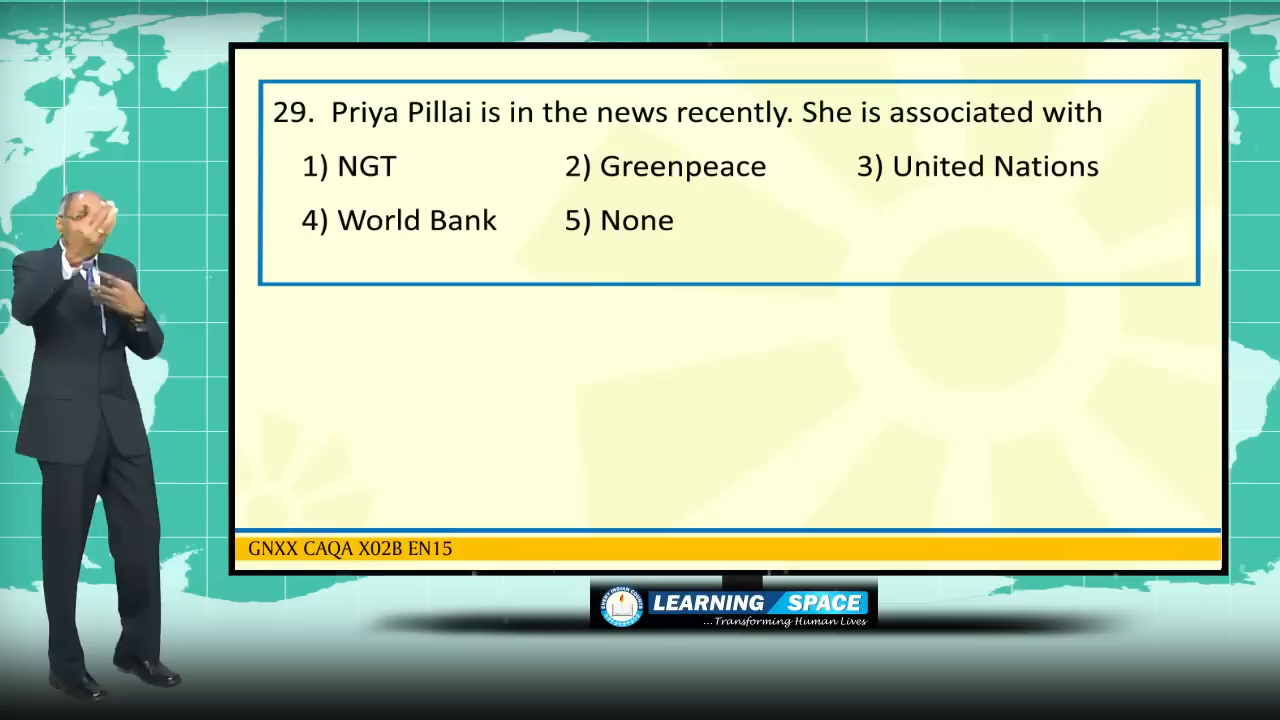 29. Priya Pillai is in the news recently. She is associated with
1) NGT 2) Greenpeace 3) United Nations
4) World Bank 5) None
GNXX CAQA X02B EN15
LEARNING SPACE
...Transforming Human Lives